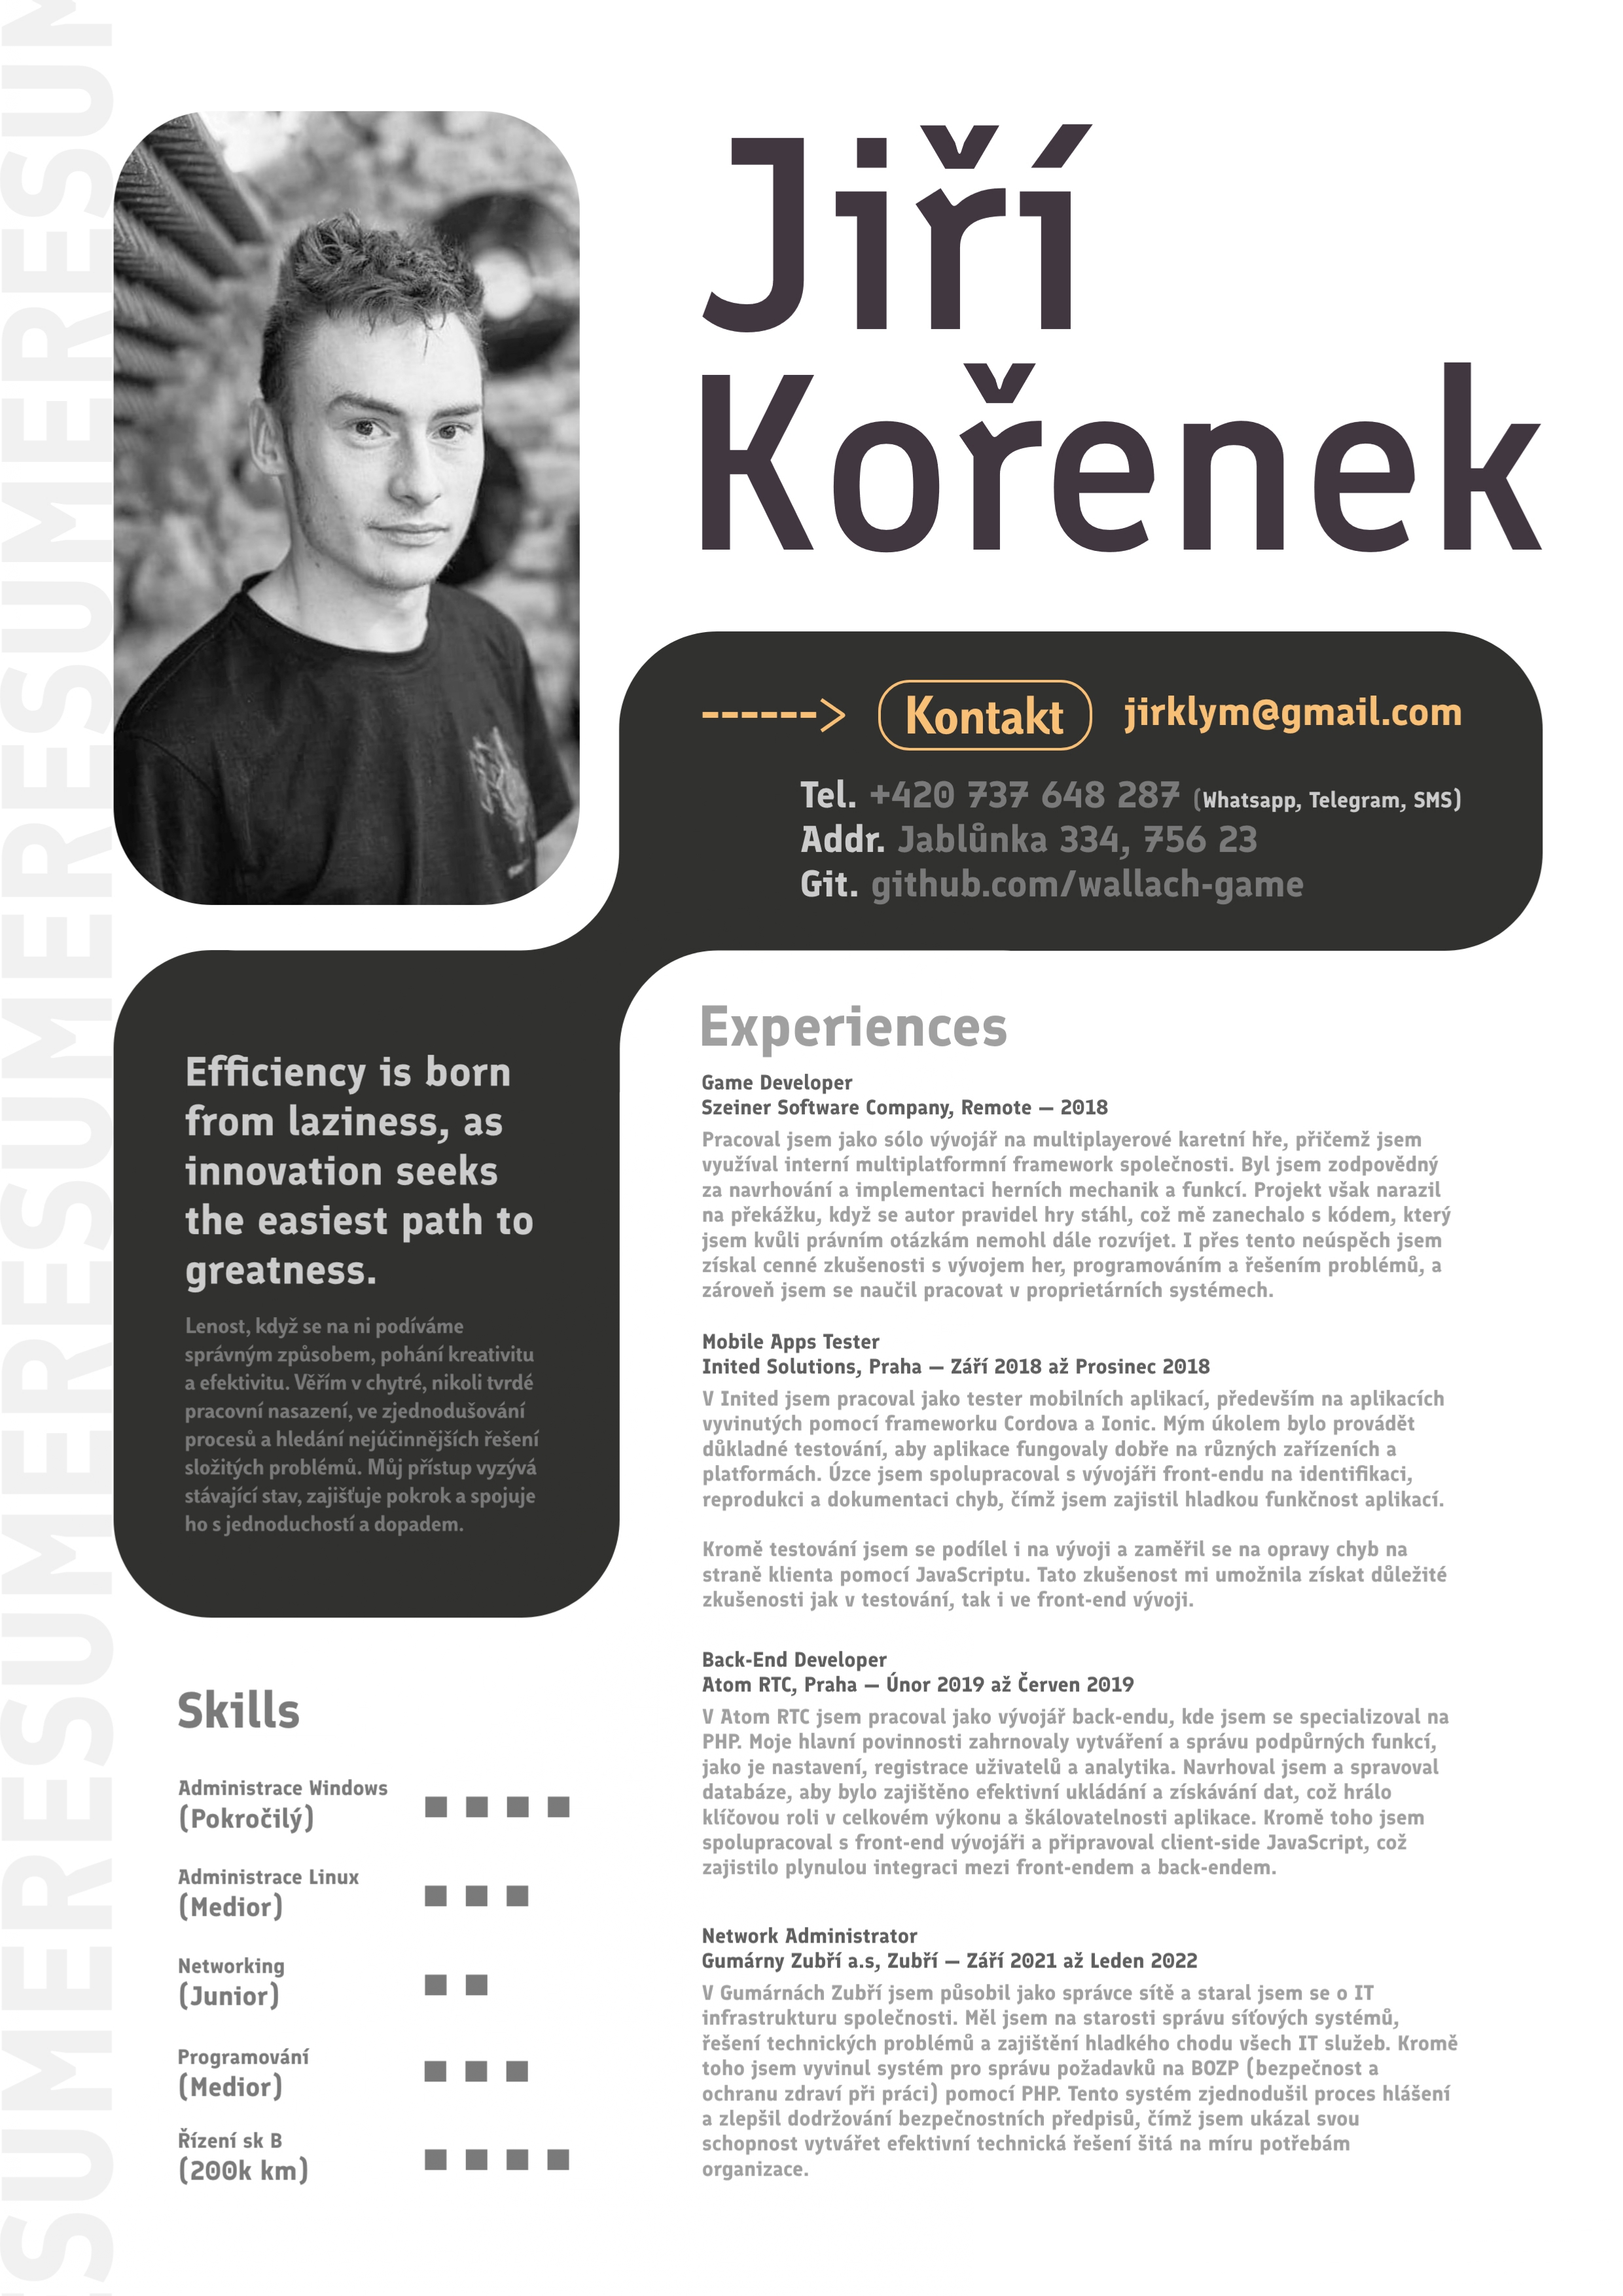 RESUMERESUMERESUMERESUMERESUM
Jiří
Kořenek
Kontakt jirklym@gmail.com
Tel. +420 737 648 287 (Whatsapp, Telegram, SMS)
Addr. Jablůnka 334, 756 23
Git. github.com/wallach-game
Efficiency is born
from laziness, as
innovation seeks
the easiest path to
greatness.
Lenost, když se na ni podíváme
správným způsobem, pohání kreativitu
a efektivitu. Věřím v chytré, nikoli tvrdé
pracovní nasazení, ve zjednodušování
procesů a hledání nejúčinnějších řešení
složitých problémů. Můj přístup vyzývá
stávající stav, zajišťuje pokrok a spojuje
ho s jednoduchostí a dopadem.
Skills
Administrace Windows
(Pokročilý)
Administrace Linux
(Medior)
Networking
(Junior)
Programování
(Medior)
Řízení sk B
(200k km)
Experiences
Game Developer
Szeiner Software Company, Remote — 2018
Pracoval jsem jako sólo vývojář na multiplayerové karetní hře, přičemž jsem
využíval interní multiplatformní framework společnosti. Byl jsem zodpovědný
za navrhování a implementaci herních mechanik a funkcí. Projekt však narazil
na překážku, když se autor pravidel hry stáhl, což mě zanechalo s kódem, který
jsem kvůli právním otázkám nemohl dále rozvíjet. I přes tento neúspěch jsem
získal cenné zkušenosti s vývojem her, programováním a řešením problémů, a
zároveň jsem se naučil pracovat v proprietárních systémech.
Mobile Apps Tester
Inited Solutions, Praha — Září 2018 až Prosinec 2018
V Inited jsem pracoval jako tester mobilních aplikací, především na aplikacích
vyvinutých pomocí frameworku Cordova a Ionic. Mým úkolem bylo provádět
důkladné testování, aby aplikace fungovaly dobře na různých zařízeních a
platformách. Úzce jsem spolupracoval s vývojáři front-endu na identifikaci,
reprodukci a dokumentaci chyb, čímž jsem zajistil hladkou funkčnost aplikací.
Kromě testování jsem se podílel i na vývoji a zaměřil se na opravy chyb na
straně klienta pomocí JavaScriptu. Tato zkušenost mi umožnila získat důležité
zkušenosti jak v testování, tak i ve front-end vývoji.
Back-End Developer
Atom RTC, Praha — Únor 2019 až Červen 2019
V Atom RTC jsem pracoval jako vývojář back-endu, kde jsem se specializoval na
PHP. Moje hlavní povinnosti zahrnovaly vytváření a správu podpůrných funkcí,
jako je nastavení, registrace uživatelů a analytika. Navrhoval jsem a spravoval
databáze, aby bylo zajištěno efektivní ukládání a získávání dat, což hrálo
klíčovou roli v celkovém výkonu a škálovatelnosti aplikace. Kromě toho jsem
spolupracoval s front-end vývojáři a připravoval client-side JavaScript, což
zajistilo plynulou integraci mezi front-endem a back-endem.
Network Administrator
Gumárny Zubří a.s, Zubří — Září 2021 až Leden 2022
V Gumárnách Zubří jsem působil jako správce sítě a staral jsem se o IT
infrastrukturu společnosti. Měl jsem na starosti správu síťových systémů,
řešení technických problémů a zajištění hladkého chodu všech IT služeb. Kromě
toho jsem vyvinul systém pro správu požadavků na BOZP (bezpečnost a
ochranu zdraví při práci) pomocí PHP. Tento systém zjednodušil proces hlášení
a zlepšil dodržování bezpečnostních předpisů, čímž jsem ukázal svou
schopnost vytvářet efektivní technická řešení šitá na míru potřebám
organizace.